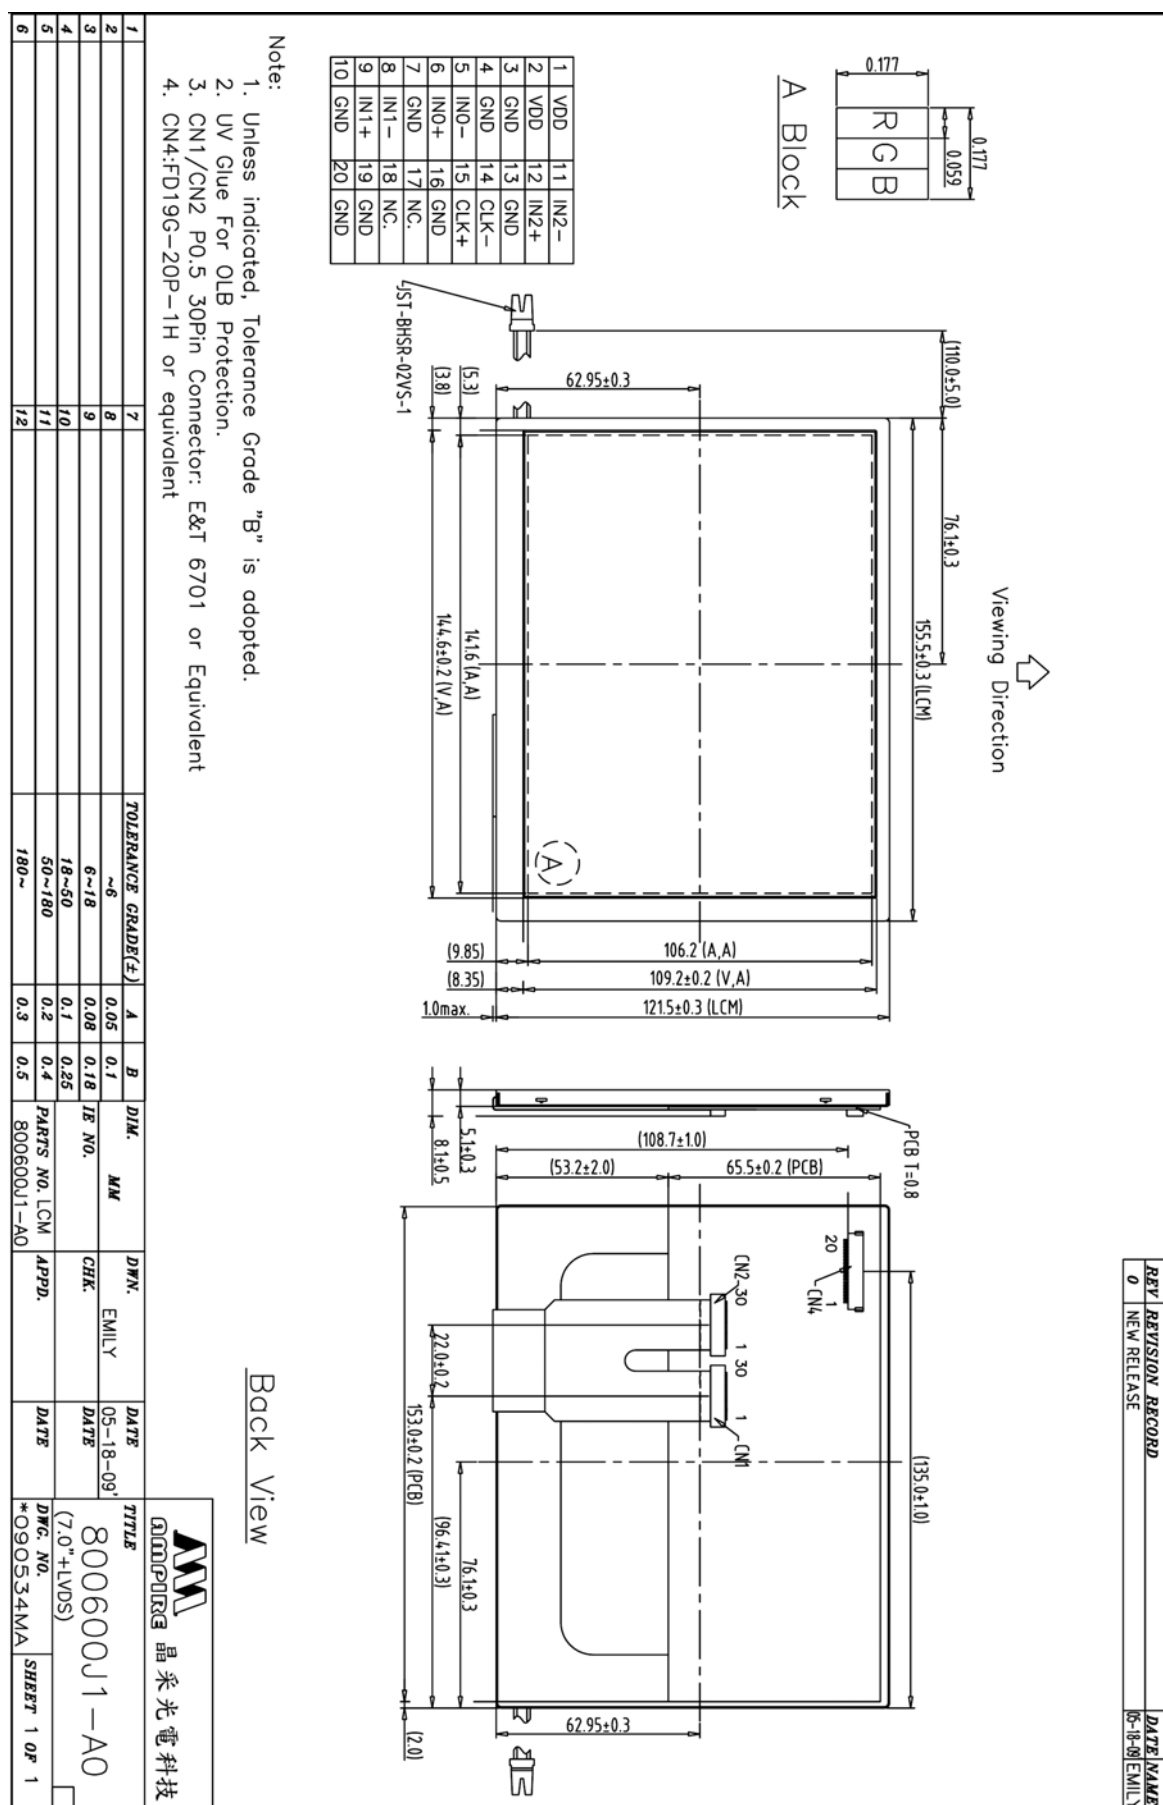 REV REVISION RECORD DATE NAME
0 NEW RELEASE 05-18-09 EMILY
0.177
0.059
0.177
R G B
A Block
Viewing Direction
(110.0±5.0)
76.1±0.3
155.5±0.3 (LCM)
62.95±0.3
JST-BHSR-02VS-1
(5.3)
(3.8)
141.6 (A,A)
144.6±0.2 (V,A)
A
(9.85)
(8.35)
1.0max.
106.2 (A,A)
109.2±0.2 (V,A)
121.5±0.3 (LCM)
PCB T=0.8
5.1±0.3
8.1±0.5
(108.7±1.0)
(53.2±2.0)
65.5±0.2 (PCB)
(135.0±1.0)
20 1
CN4
CN2 30 1 30 1
CN1
22.0±0.2
76.1±0.3
(96.41±0.3)
153.0±0.2 (PCB)
(2.0)
62.95±0.3
Back View
1 VDD 11 IN2-
2 VDD 12 IN2+
3 GND 13 GND
4 GND 14 CLK-
5 IN0- 15 CLK+
6 IN0+ 16 GND
7 GND 17 NC.
8 IN1- 18 NC.
9 IN1+ 19 GND
10 GND 20 GND
Note:
1. Unless indicated, Tolerance Grade "B" is adopted.
2. UV Glue For OLB Protection.
3. CN1/CN2 P0.5 30Pin Connector: E&T 6701 or Equivalent
4. CN4:FD19G-20P-1H or equivalent
1 7
2 8
3 9
4 10
5 11
6 12
TOLERANCE GRADE(±) A B
~6 0.05 0.1
6~18 0.08 0.18
18~50 0.1 0.25
50~180 0.2 0.4
180~ 0.3 0.5
DIM. MM
IE NO.
PARTS NO. LCM
800600J1-A0
DWN. EMILY
CHK.
APPD.
DATE
05-18-09'
DATE
DATE
AMPIRE 晶采光電科技
TITLE
800600J1-A0
(7.0"+LVDS)
DWG. NO.
*090534MA
SHEET 1 OF 1